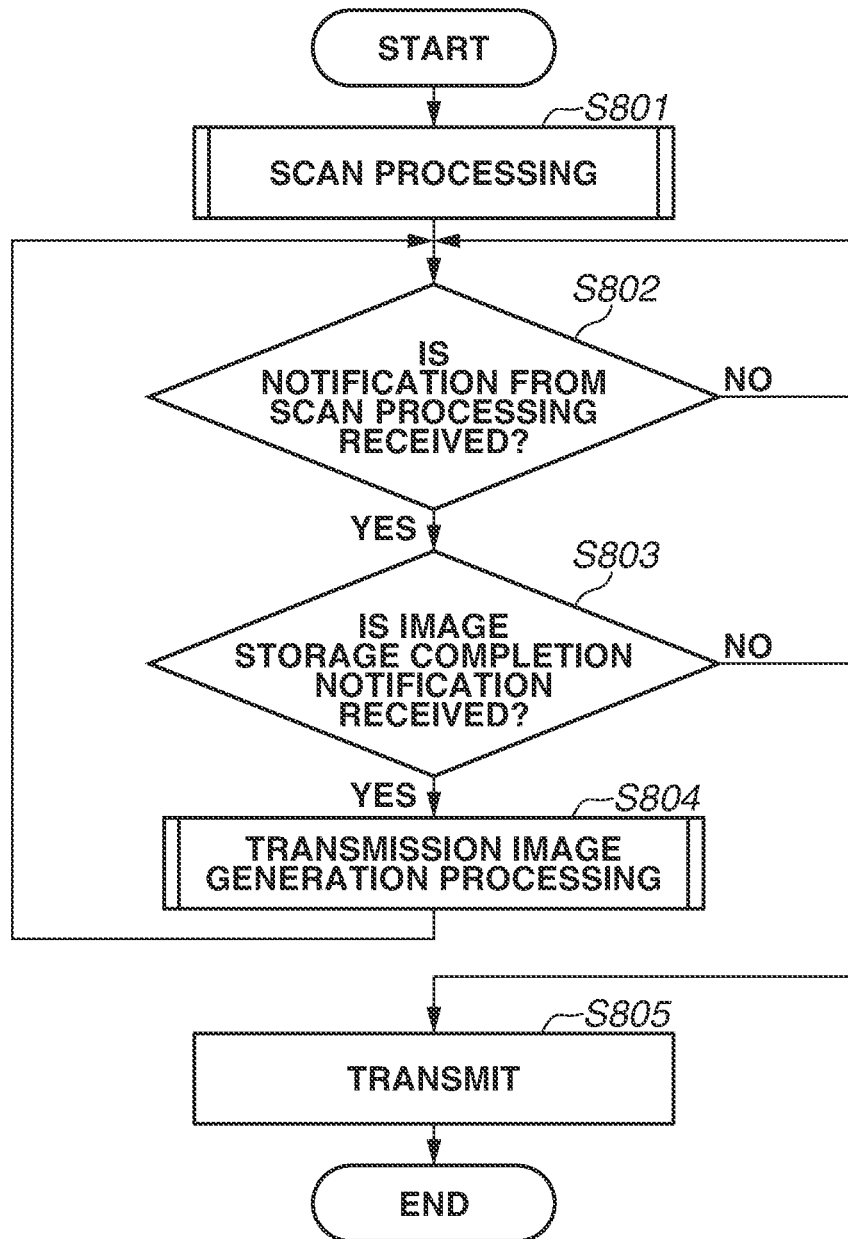 START
S801
SCAN PROCESSING
S802
IS
NOTIFICATION FROM
SCAN PROCESSING
RECEIVED?
NO
YES
S803
IS IMAGE
STORAGE COMPLETION
NOTIFICATION
RECEIVED?
NO
YES
S804
TRANSMISSION IMAGE
GENERATION PROCESSING
S805
TRANSMIT
END